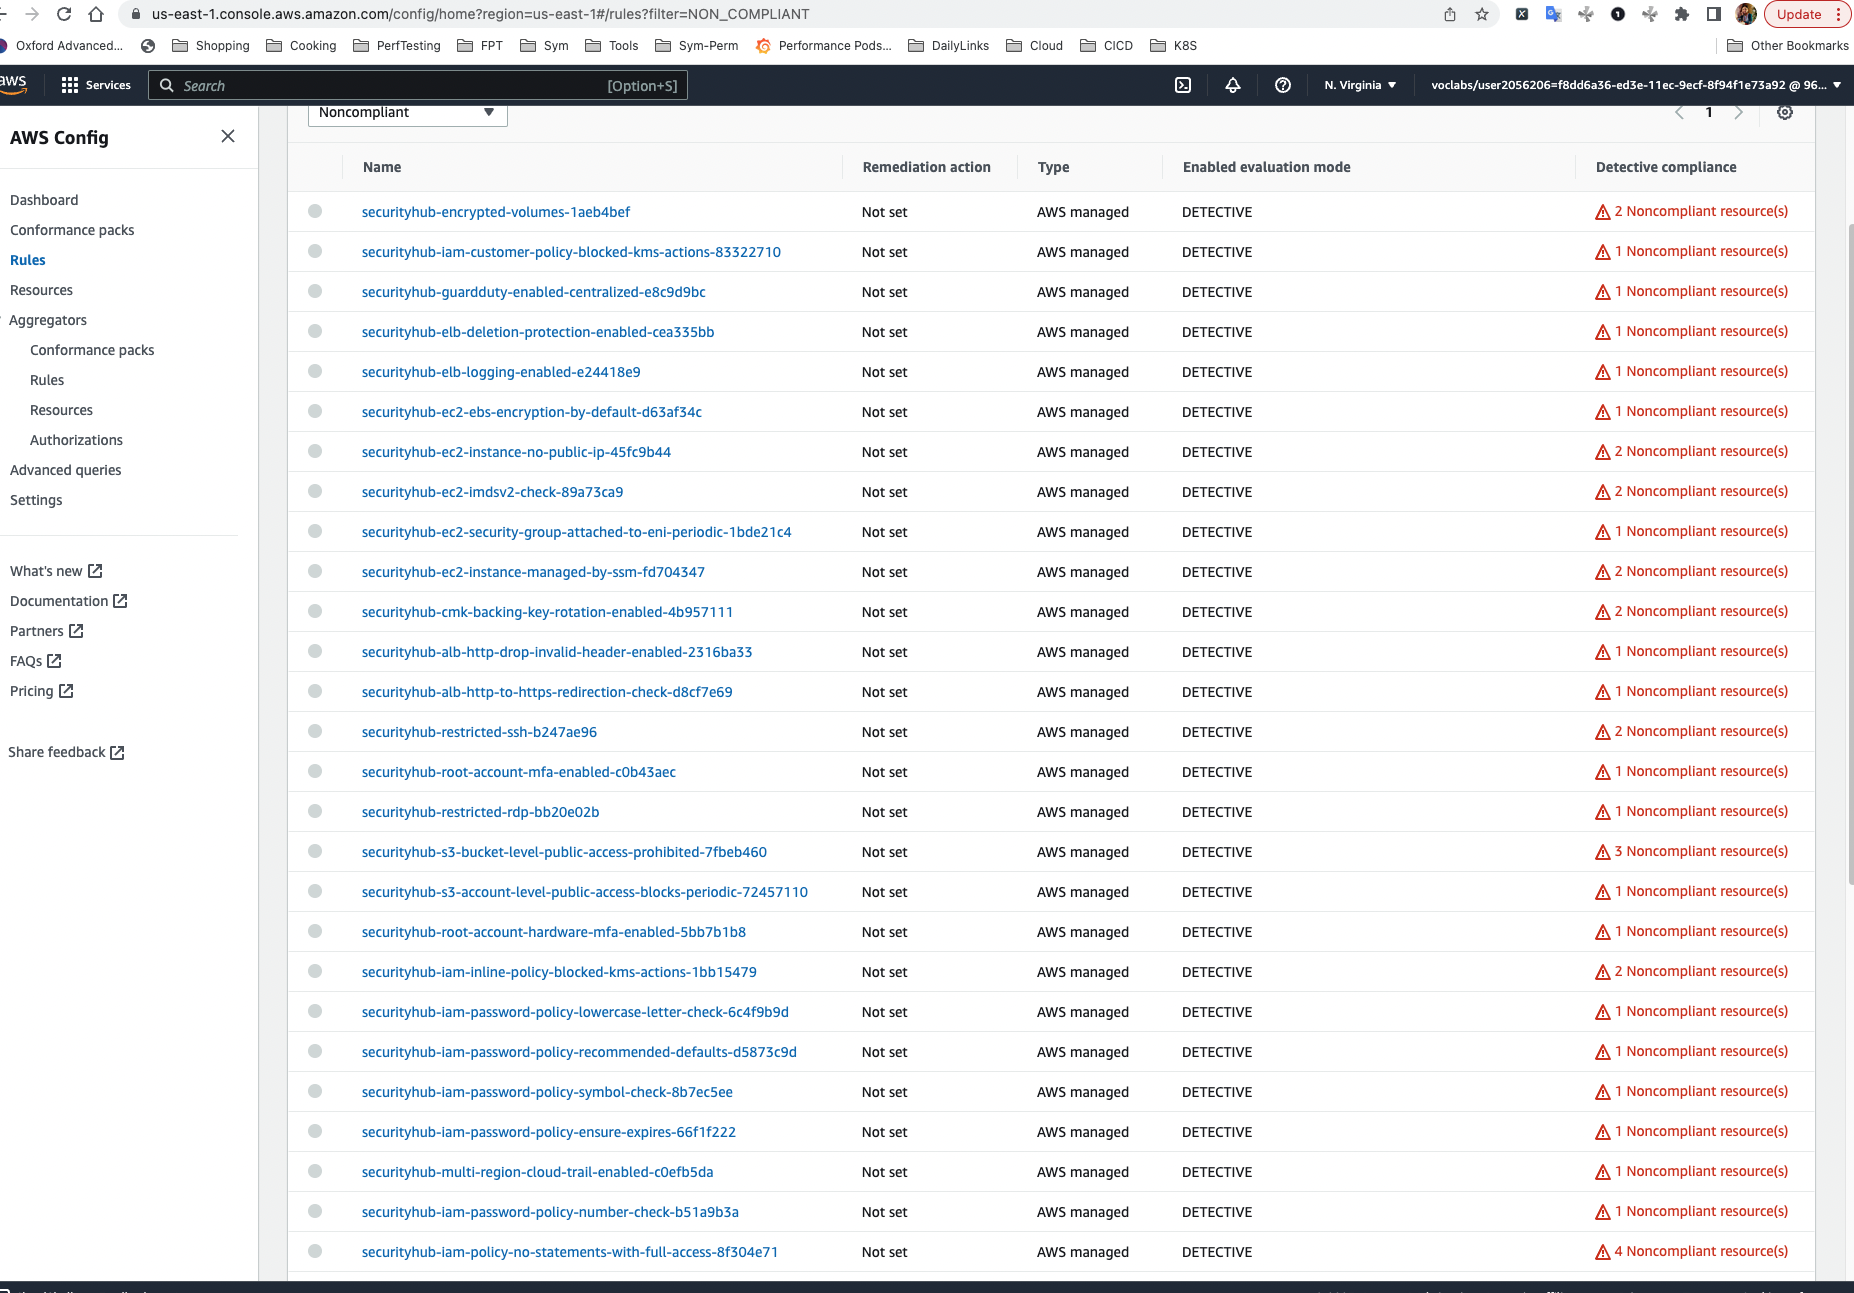 us-east-1.console.aws.amazon.com/config/home?region=us-east-1#/rules?filter=NON_COMPLIANT
Update
Oxford Advanced...
Shopping
Cooking
PerfTesting
FPT
Sym
Tools
Sym-Perm
Performance Pods...
DailyLinks
Cloud
CICD
K8S
Other Bookmarks
aws
Services
Search
[Option+S]
N. Virginia
voclabs/user2056206=f8dd6a36-ed3e-11ec-9ecf-8f94f1e73a92 @ 96...
AWS Config
Dashboard
Conformance packs
Rules
Resources
Aggregators
Conformance packs
Rules
Resources
Authorizations
Advanced queries
Settings
What's new
Documentation
Partners
FAQs
Pricing
Share feedback
Noncompliant
1
Name Remediation action Type Enabled evaluation mode Detective compliance
securityhub-encrypted-volumes-1aeb4bef Not set AWS managed DETECTIVE 2 Noncompliant resource(s)
securityhub-iam-customer-policy-blocked-kms-actions-83322710 Not set AWS managed DETECTIVE 1 Noncompliant resource(s)
securityhub-guardduty-enabled-centralized-e8c9d9bc Not set AWS managed DETECTIVE 1 Noncompliant resource(s)
securityhub-elb-deletion-protection-enabled-cea335bb Not set AWS managed DETECTIVE 1 Noncompliant resource(s)
securityhub-elb-logging-enabled-e24418e9 Not set AWS managed DETECTIVE 1 Noncompliant resource(s)
securityhub-ec2-ebs-encryption-by-default-d63af34c Not set AWS managed DETECTIVE 1 Noncompliant resource(s)
securityhub-ec2-instance-no-public-ip-45fc9b44 Not set AWS managed DETECTIVE 2 Noncompliant resource(s)
securityhub-ec2-imdsv2-check-89a73ca9 Not set AWS managed DETECTIVE 2 Noncompliant resource(s)
securityhub-ec2-security-group-attached-to-eni-periodic-1bde21c4 Not set AWS managed DETECTIVE 1 Noncompliant resource(s)
securityhub-ec2-instance-managed-by-ssm-fd704347 Not set AWS managed DETECTIVE 2 Noncompliant resource(s)
securityhub-cmk-backing-key-rotation-enabled-4b957111 Not set AWS managed DETECTIVE 2 Noncompliant resource(s)
securityhub-alb-http-drop-invalid-header-enabled-2316ba33 Not set AWS managed DETECTIVE 1 Noncompliant resource(s)
securityhub-alb-http-to-https-redirection-check-d8cf7e69 Not set AWS managed DETECTIVE 1 Noncompliant resource(s)
securityhub-restricted-ssh-b247ae96 Not set AWS managed DETECTIVE 2 Noncompliant resource(s)
securityhub-root-account-mfa-enabled-c0b43aec Not set AWS managed DETECTIVE 1 Noncompliant resource(s)
securityhub-restricted-rdp-bb20e02b Not set AWS managed DETECTIVE 1 Noncompliant resource(s)
securityhub-s3-bucket-level-public-access-prohibited-7fbeb460 Not set AWS managed DETECTIVE 3 Noncompliant resource(s)
securityhub-s3-account-level-public-access-blocks-periodic-72457110 Not set AWS managed DETECTIVE 1 Noncompliant resource(s)
securityhub-root-account-hardware-mfa-enabled-5bb7b1b8 Not set AWS managed DETECTIVE 1 Noncompliant resource(s)
securityhub-iam-inline-policy-blocked-kms-actions-1bb15479 Not set AWS managed DETECTIVE 2 Noncompliant resource(s)
securityhub-iam-password-policy-lowercase-letter-check-6c4f9b9d Not set AWS managed DETECTIVE 1 Noncompliant resource(s)
securityhub-iam-password-policy-recommended-defaults-d5873c9d Not set AWS managed DETECTIVE 1 Noncompliant resource(s)
securityhub-iam-password-policy-symbol-check-8b7ec5ee Not set AWS managed DETECTIVE 1 Noncompliant resource(s)
securityhub-iam-password-policy-ensure-expires-66f1f222 Not set AWS managed DETECTIVE 1 Noncompliant resource(s)
securityhub-multi-region-cloud-trail-enabled-c0efb5da Not set AWS managed DETECTIVE 1 Noncompliant resource(s)
securityhub-iam-password-policy-number-check-b51a9b3a Not set AWS managed DETECTIVE 1 Noncompliant resource(s)
securityhub-iam-policy-no-statements-with-full-access-8f304e71 Not set AWS managed DETECTIVE 4 Noncompliant resource(s)